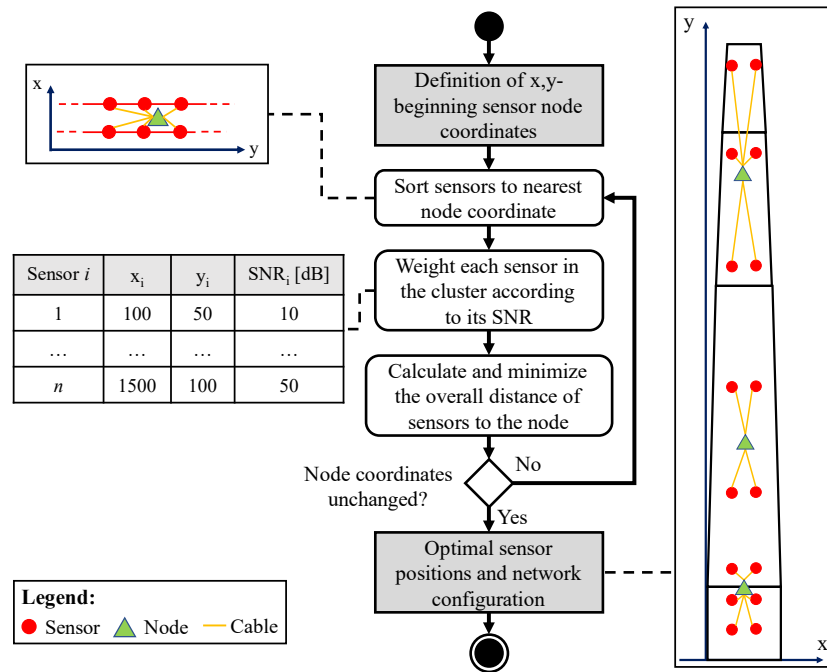 Definition of x,y-
beginning sensor node
coordinates
x
y
Sort sensors to nearest
node coordinate
Sensor i x_i y_i SNR_i [dB]
1 100 50 10
… … … …
n 1500 100 50
Weight each sensor in
the cluster according
to its SNR
Calculate and minimize
the overall distance of
sensors to the node
Node coordinates
unchanged?
No
Yes
Optimal sensor
positions and network
configuration
Legend:
Sensor Node Cable
y
x